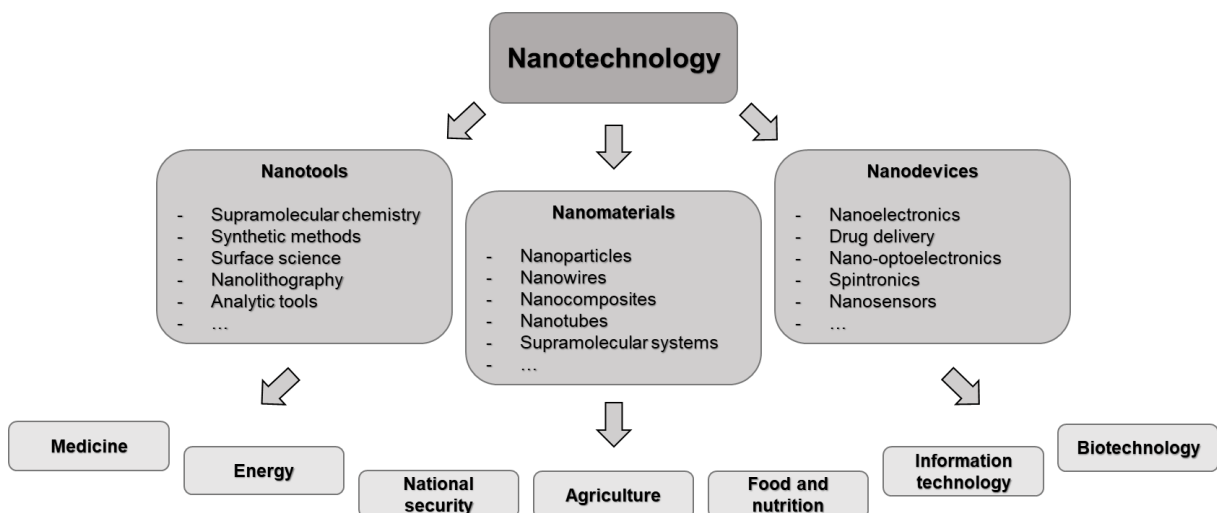 Nanotechnology
Nanotools
- Supramolecular chemistry
- Synthetic methods
- Surface science
- Nanolithography
- Analytic tools
- …
Nanomaterials
- Nanoparticles
- Nanowires
- Nanocomposites
- Nanotubes
- Supramolecular systems
- …
Nanodevices
- Nanoelectronics
- Drug delivery
- Nano-optoelectronics
- Spintronics
- Nanosensors
- …
Medicine
Energy
National
security
Agriculture
Food and
nutrition
Information
technology
Biotechnology